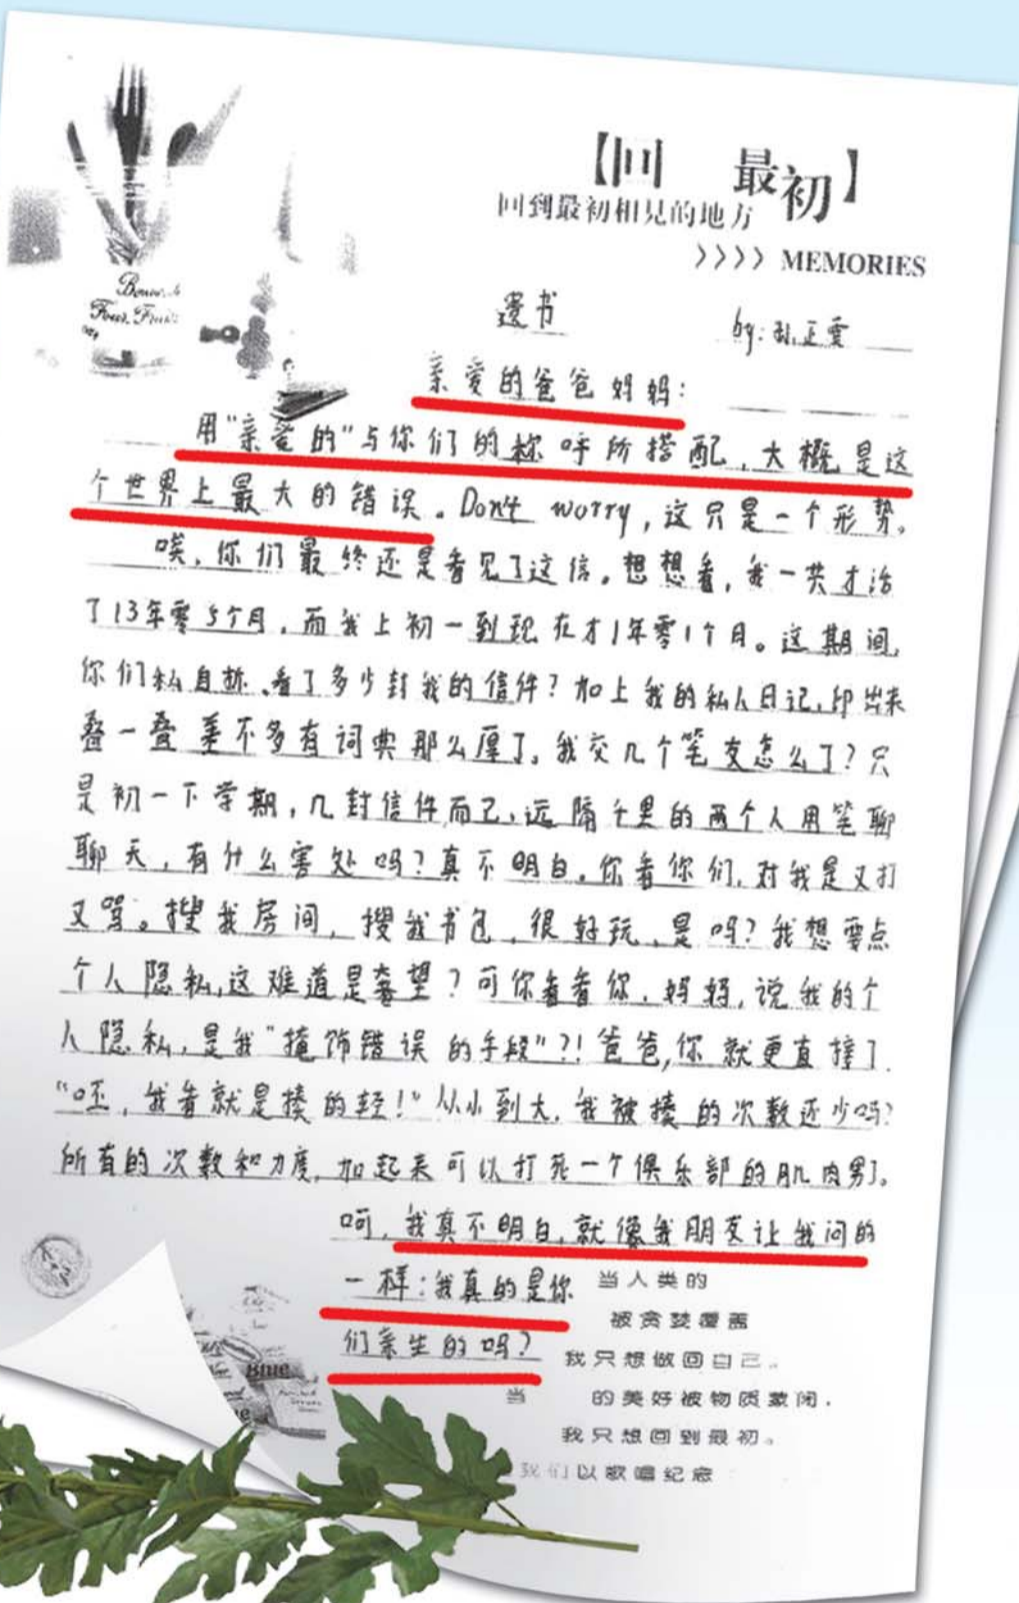 【回 最初】
回到最初相见的地方
>>>> MEMORIES
遗书
by: 孙正雯
亲爱的爸爸妈妈:
用"亲爱的"与你们的称呼所搭配,大概是这
个世界上最大的错误。Don't worry,这只是一个形势。
唉,你们最终还是看见了这信。想想看,我一共才活
了13年零5个月,而我上初一到现在才1年零1个月。这期间,
你们私自拆、看了多少封我的信件?加上我的私人日记,印出来
叠一叠差不多有词典那么厚了。我交几个笔友怎么了?只
是初一下学期,几封信件而已,远隔千里的两个人用笔聊
聊天,有什么害处吗?真不明白。你看你们,对我是又打
又骂。搜我房间,搜我书包,很好玩,是吗?我想要点
个人隐私,这难道是奢望?可你看看你,妈妈,说我的个
人隐私,是我"掩饰错误的手段"?!爸爸,你就更直接了.
"呸,我看就是揍的轻!"从小到大,我被揍的次数还少吗?
所有的次数和力度,加起来可以打死一个俱乐部的肌肉男了。
呵,我真不明白,就像我朋友让我问的
一样:我真的是你
们亲生的吗?
当人类的
被贪婪覆盖
我只想做回自己。
当 的美好被物质蒙闭,
我只想回到最初。
我们以歌唱纪念